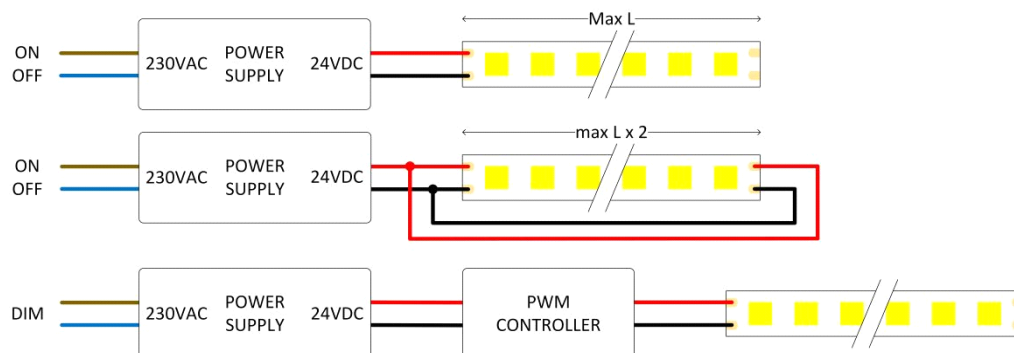 Max L
ON
OFF
230VAC
POWER
SUPPLY
24VDC
max L x 2
ON
OFF
230VAC
POWER
SUPPLY
24VDC
DIM
230VAC
POWER
SUPPLY
24VDC
PWM
CONTROLLER